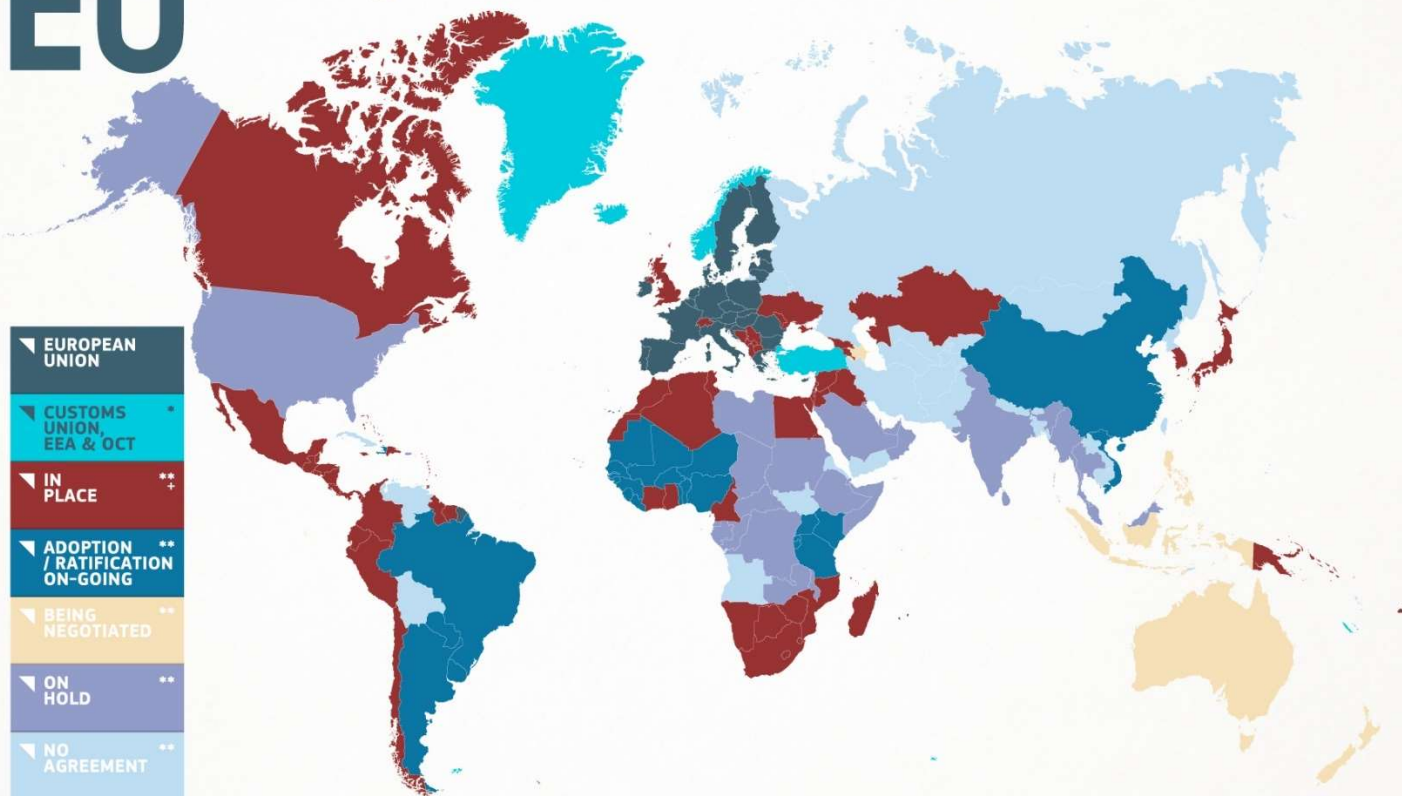 EU
EUROPEAN
UNION
CUSTOMS *
UNION,
EEA & OCT
IN **
PLACE +
ADOPTION **
/ RATIFICATION
ON-GOING
BEING **
NEGOTIATED
ON **
HOLD
NO **
AGREEMENT